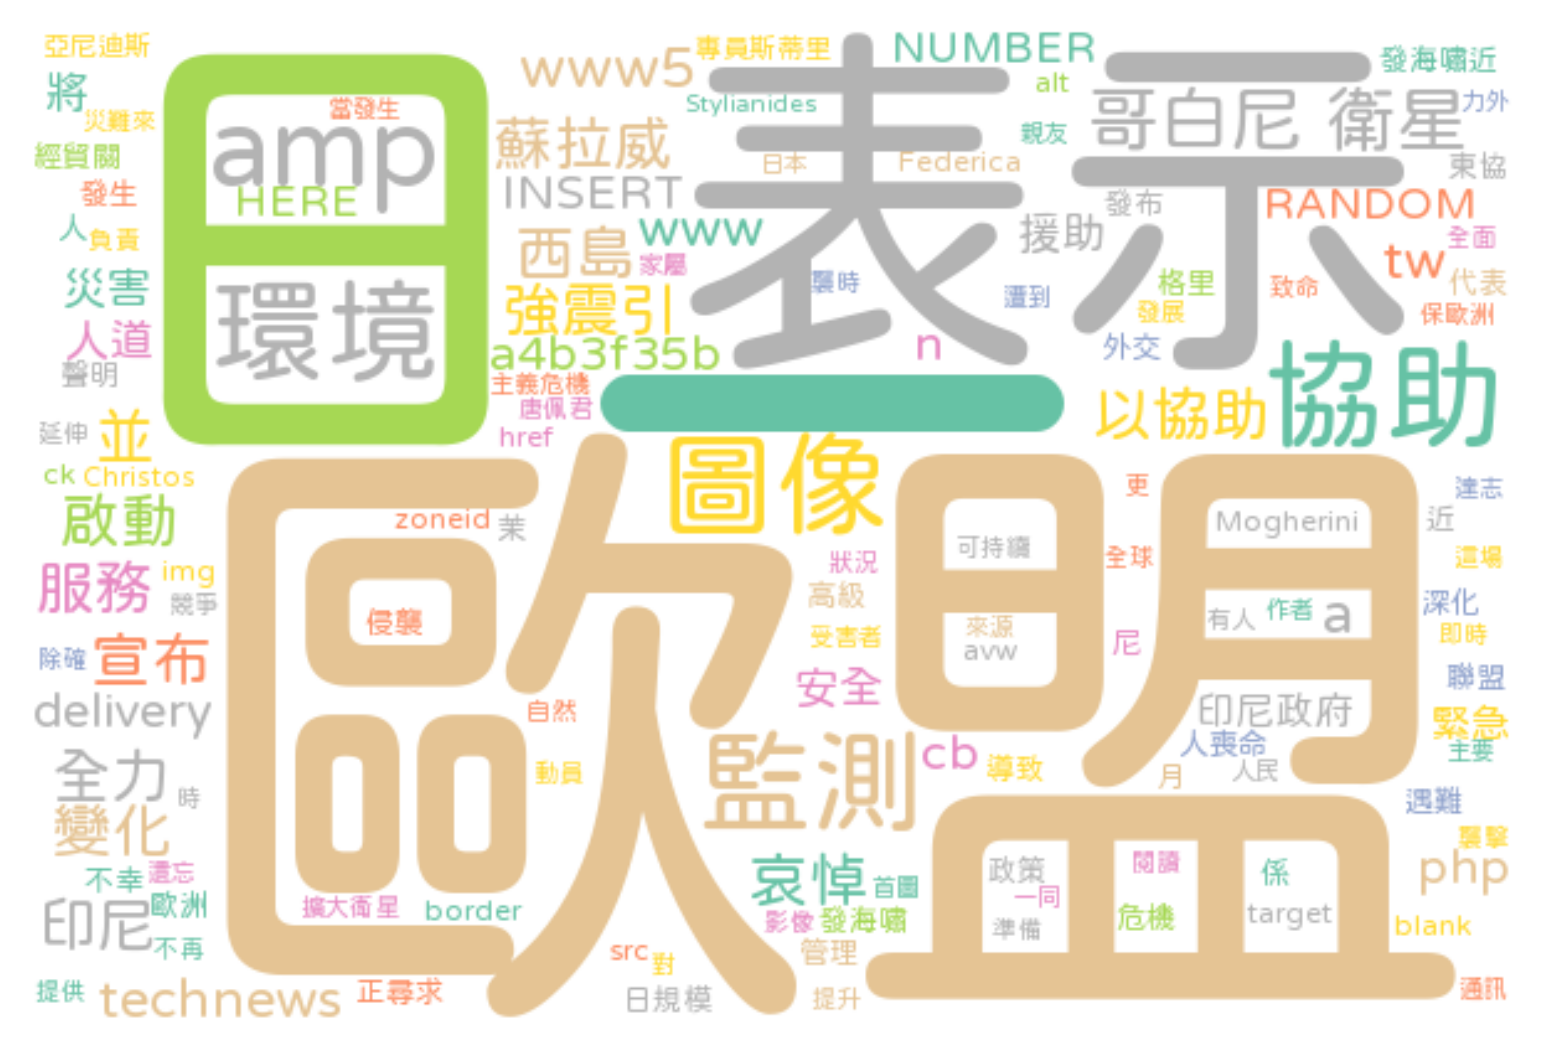 亞尼迪斯
將
災難來
經貿關
發生
人
負責
災害
人道
聲明
延伸
並
ck
Christos
啟動
服務
img
競爭
除確
宣布
delivery
全力
時
變化
不幸
遺忘
印尼
歐洲
不再
提供
technews
正尋求
日
當發生
amp
HERE
環境
www5
專員斯蒂里
NUMBER
Stylianides
alt
蘇拉威
日本
Federica
親友
INSERT
西島
www
家屬
強震引
a4b3f35b
主義危機
唐佩君
href
表示
襲時
遭到
n
一
發海嘯近
哥白尼
衛星
力外
東協
援助
發布
RANDOM
全面
tw
格里
致命
代表
發展
保歐洲
外交
以協助
協助
歐盟
圖像
zoneid
茉
侵襲
自然
動員
擴大衛星
border
src
對
日規模
狀況
高級
受害者
安全
監測
cb
導致
哀悼
首圖
影像
發海嘯
管理
提升
可持續
來源
avw
更
全球
尼
Mogherini
有人
作者
a
印尼政府
人喪命
月
人民
達志
近
這場
深化
即時
聯盟
緊急
主要
遇難
襲擊
php
政策
一同
準備
閱讀
危機
係
target
blank
通訊